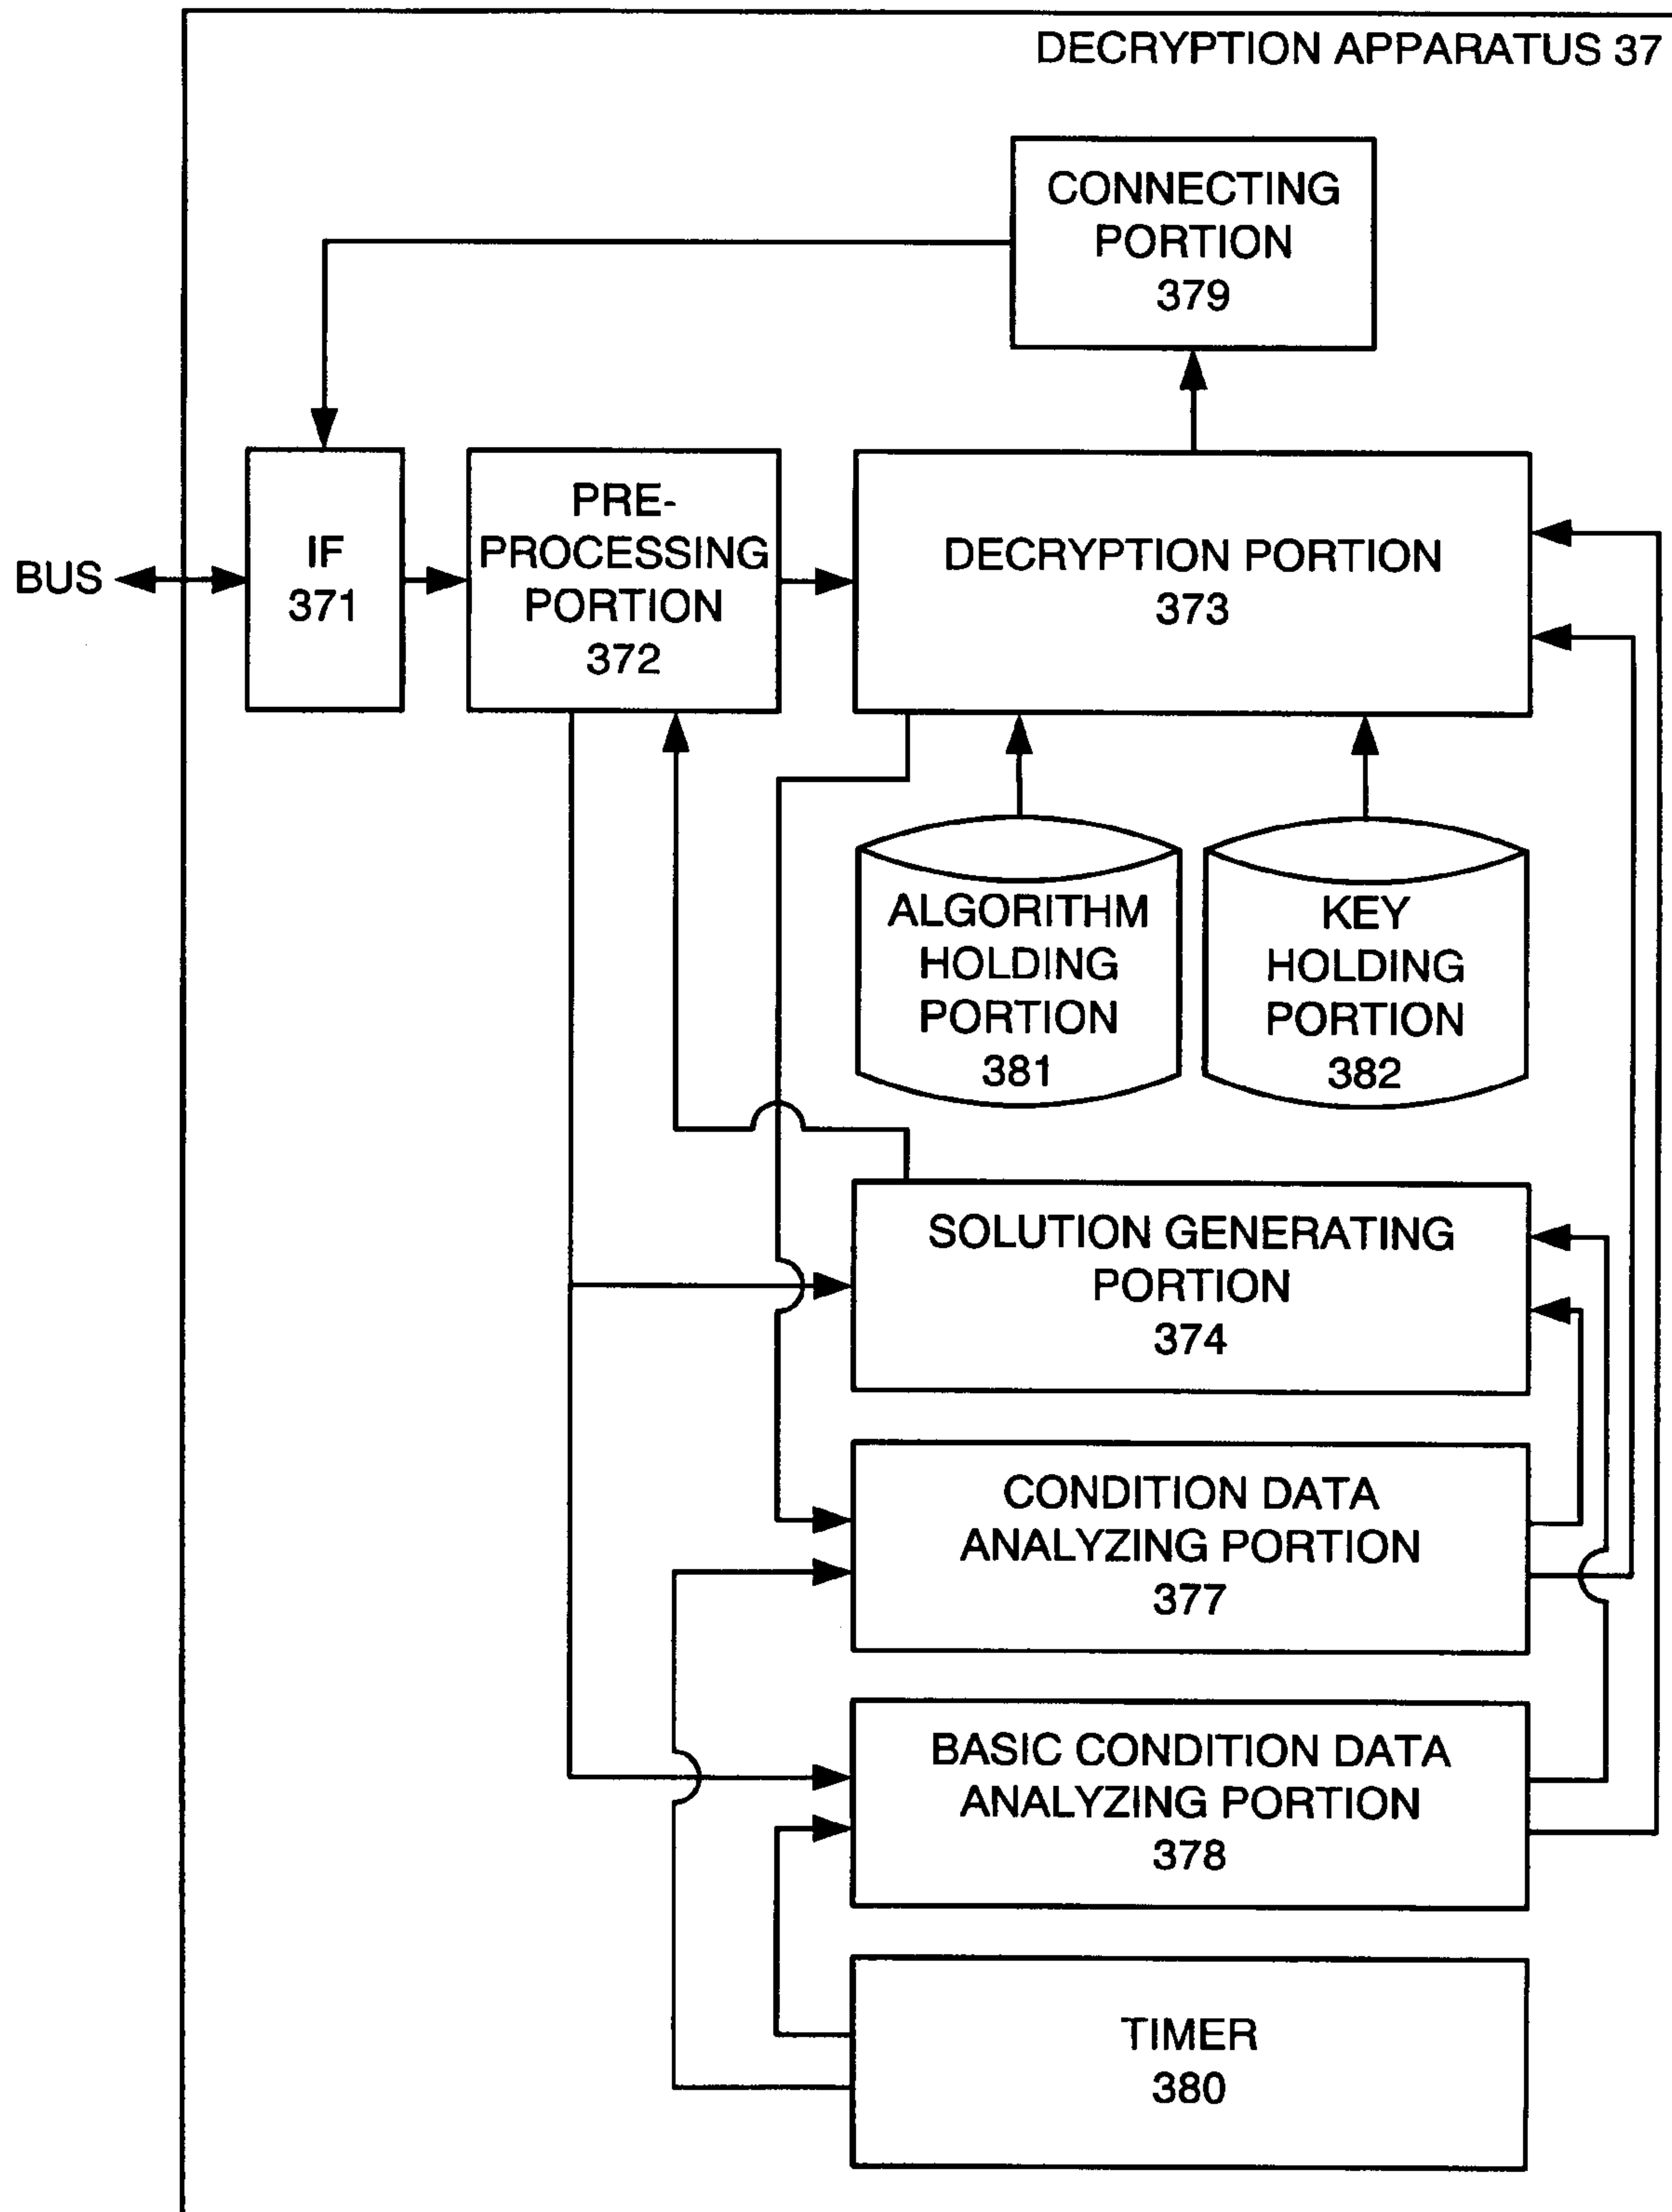 DECRYPTION APPARATUS 37
CONNECTING
PORTION
379
BUS
IF
371
PRE-
PROCESSING
PORTION
372
DECRYPTION PORTION
373
ALGORITHM
HOLDING
PORTION
381
KEY
HOLDING
PORTION
382
SOLUTION GENERATING
PORTION
374
CONDITION DATA
ANALYZING PORTION
377
BASIC CONDITION DATA
ANALYZING PORTION
378
TIMER
380